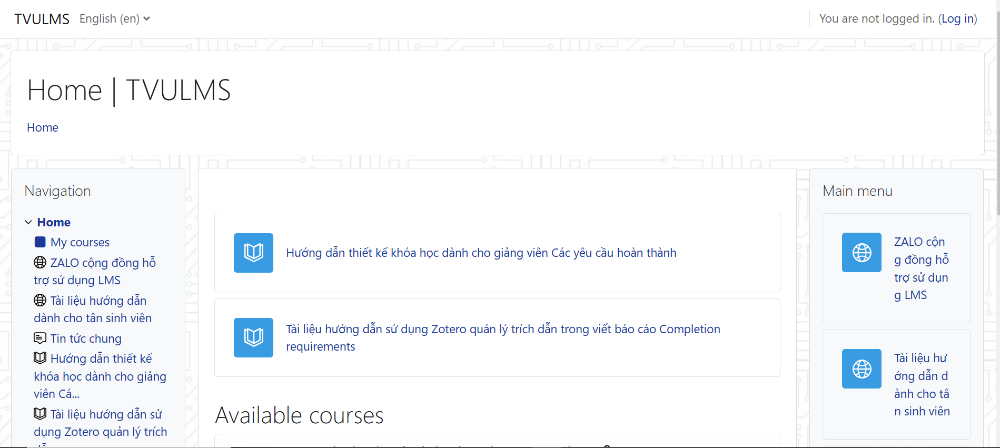 TVULMS English (en)
You are not logged in. (Log in)
Home | TVULMS
Home
Navigation
Home
My courses
ZALO cộng đồng hỗ
trợ sử dụng LMS
Tài liệu hướng dẫn
dành cho tân sinh viên
Tin tức chung
Hướng dẫn thiết kế
khóa học dành cho giảng
viên Cá...
Tài liệu hướng dẫn sử
dụng Zotero quản lý trích
Hướng dẫn thiết kế khóa học dành cho giảng viên Các yêu cầu hoàn thành
Tài liệu hướng dẫn sử dụng Zotero quản lý trích dẫn trong viết báo cáo Completion
requirements
Available courses
Main menu
ZALO cộn
g đồng hỗ
trợ sử dụn
g LMS
Tài liệu hư
ớng dẫn d
ành cho tâ
n sinh viên